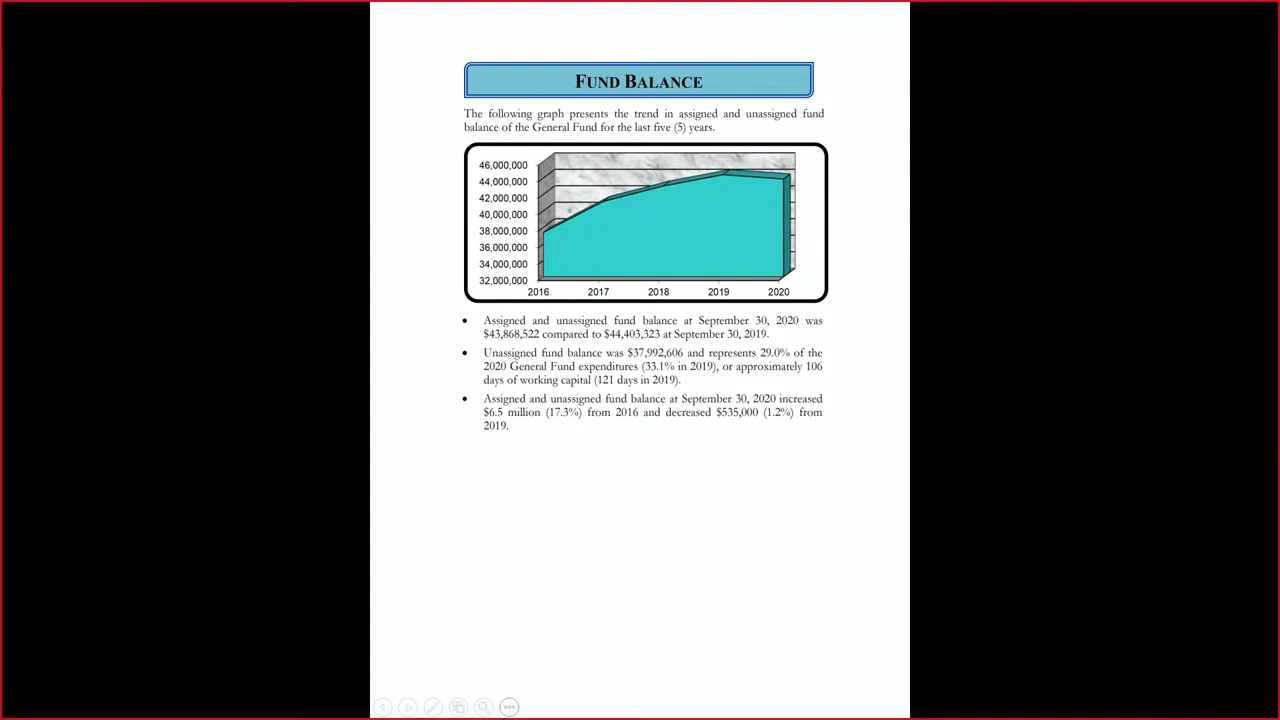 FUND BALANCE
The following graph presents the trend in assigned and unassigned fund
balance of the General Fund for the last five (5) years.
46,000,000
44,000,000
42,000,000
40,000,000
38,000,000
36,000,000
34,000,000
32,000,000
2016 2017 2018 2019 2020
• Assigned and unassigned fund balance at September 30, 2020 was
$43,868,522 compared to $44,403,323 at September 30, 2019.
• Unassigned fund balance was $37,992,606 and represents 29.0% of the
2020 General Fund expenditures (33.1% in 2019), or approximately 106
days of working capital (121 days in 2019).
• Assigned and unassigned fund balance at September 30, 2020 increased
$6.5 million (17.3%) from 2016 and decreased $535,000 (1.2%) from
2019.